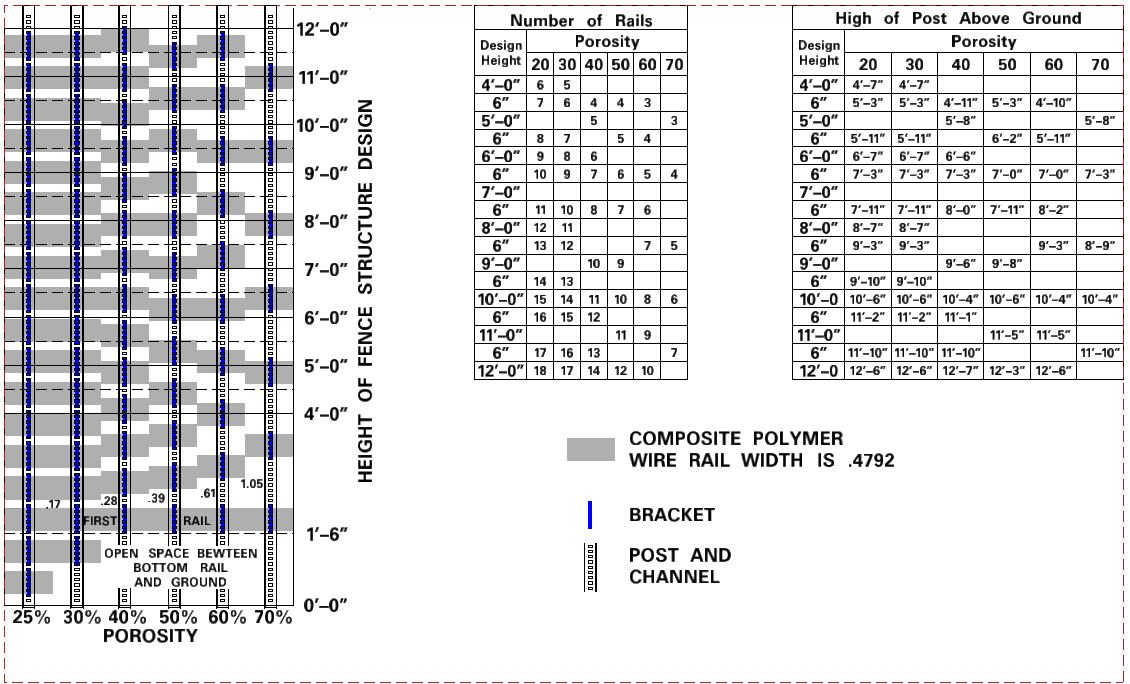 12′–0″
11′–0″
10′–0″
9′–0″
8′–0″
7′–0″
6′–0″
5′–0″
4′–0″
1′–6″
0′–0″
HEIGHT OF FENCE STRUCTURE DESIGN
.17 .28 .39 .61 1.05
FIRST RAIL
OPEN SPACE BEWTEEN
BOTTOM RAIL
AND GROUND
25% 30% 40% 50% 60% 70%
POROSITY
Number of Rails
Design Height Porosity
20 30 40 50 60 70
4′–0″ 6 5
6″ 7 6 4 4 3
5′–0″ 5 3
6″ 8 7 5 4
6′–0″ 9 8 6
6″ 10 9 7 6 5 4
7′–0″
6″ 11 10 8 7 6
8′–0″ 12 11
6″ 13 12 7 5
9′–0″ 10 9
6″ 14 13
10′–0″ 15 14 11 10 8 6
6″ 16 15 12
11′–0″ 11 9
6″ 17 16 13 7
12′–0″ 18 17 14 12 10
High of Post Above Ground
Design Height Porosity
20 30 40 50 60 70
4′–0″ 4′–7″ 4′–7″
6″ 5′–3″ 5′–3″ 4′–11″ 5′–3″ 4′–10″
5′–0″ 5′–8″ 5′–8″
6″ 5′–11″ 5′–11″ 6′–2″ 5′–11″
6′–0″ 6′–7″ 6′–7″ 6′–6″
6″ 7′–3″ 7′–3″ 7′–3″ 7′–0″ 7′–0″ 7′–3″
7′–0″
6″ 7′–11″ 7′–11″ 8′–0″ 7′–11″ 8′–2″
8′–0″ 8′–7″ 8′–7″
6″ 9′–3″ 9′–3″ 9′–3″ 8′–9″
9′–0″ 9′–6″ 9′–8″
6″ 9′–10″ 9′–10″
10′–0 10′–6″ 10′–6″ 10′–4″ 10′–6″ 10′–4″ 10′–4″
6″ 11′–2″ 11′–2″ 11′–1″
11′–0″ 11′–5″ 11′–5″
6″ 11′–10″ 11′–10″ 11′–10″ 11′–10″
12′–0 12′–6″ 12′–6″ 12′–7″ 12′–3″ 12′–6″
COMPOSITE POLYMER
WIRE RAIL WIDTH IS .4792
BRACKET
POST AND
CHANNEL